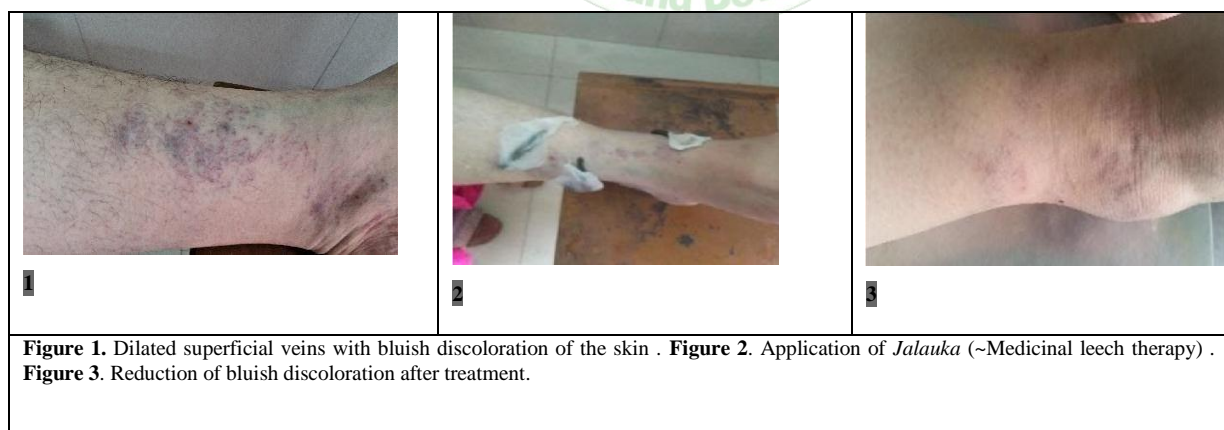 1
2
3
Figure 1. Dilated superficial veins with bluish discoloration of the skin . Figure 2. Application of Jalauka (~Medicinal leech therapy) .
Figure 3. Reduction of bluish discoloration after treatment.